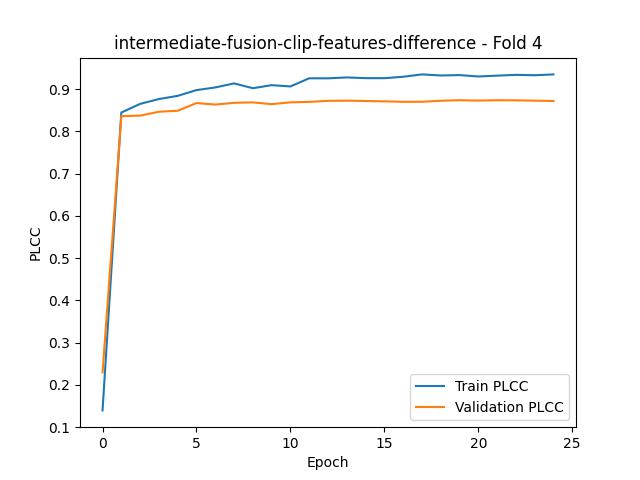 intermediate-fusion-clip-features-difference - Fold 4
PLCC
0.9
0.8
0.7
0.6
0.5
0.4
0.3
0.2
0.1
0 5 10 15 20 25
Epoch
Train PLCC
Validation PLCC